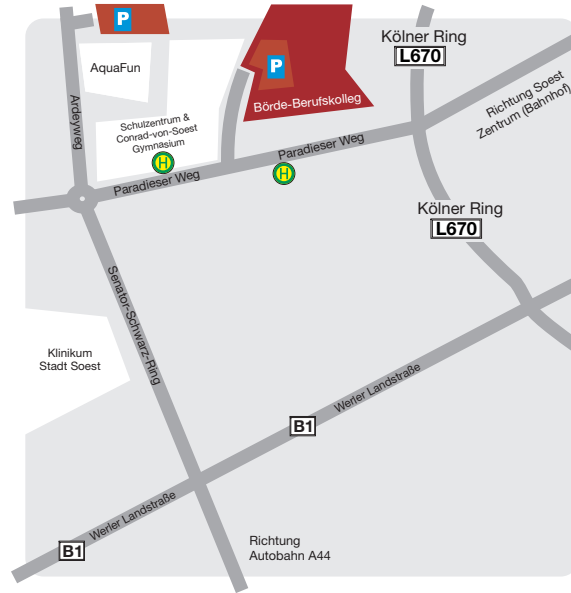 P
AquaFun
Ardeyweg
P
Börde-Berufskolleg
Kölner Ring
L670
Richtung Soest
Zentrum (Bahnhof)
Schulzentrum &
Conrad-von-Soest
Gymnasium
H
Paradieser Weg
H
Paradieser Weg
Kölner Ring
L670
Senator-Schwarz-Ring
Klinikum
Stadt Soest
Werler Landstraße
B1
Werler Landstraße
B1
Richtung
Autobahn A44